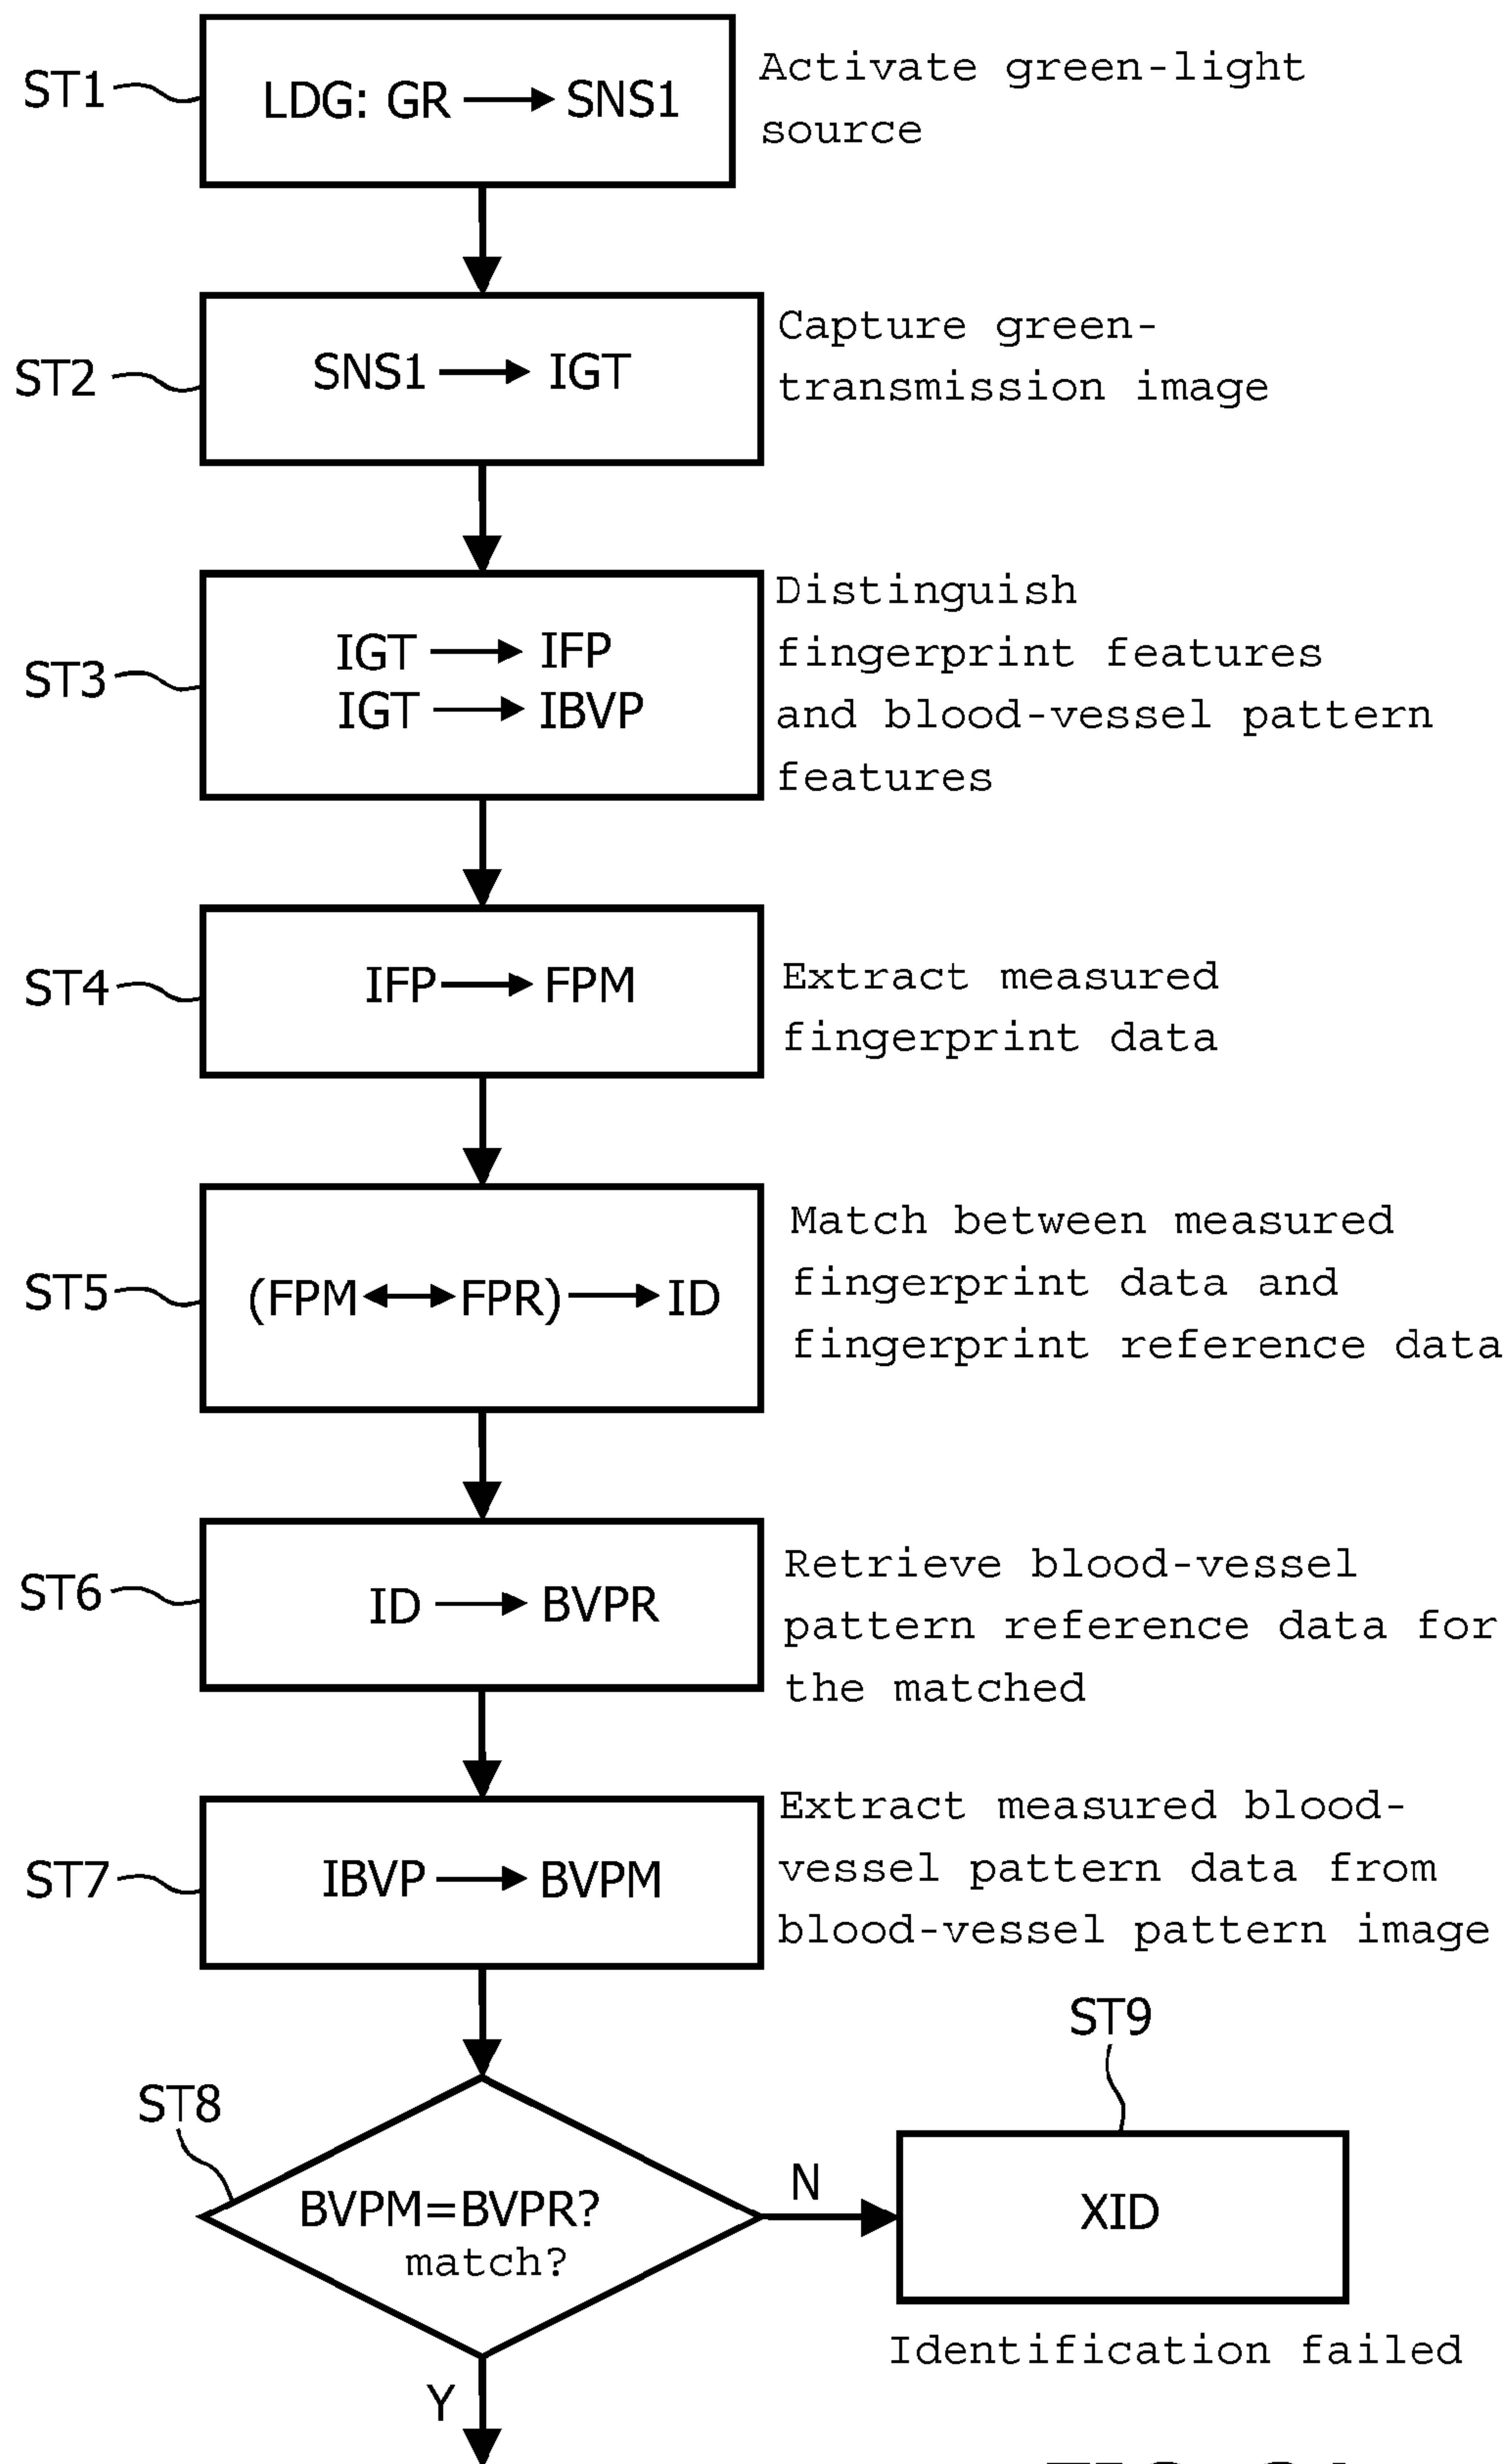 ST1
LDG: GR → SNS1
Activate green-light
source
ST2
SNS1 → IGT
Capture green-
transmission image
ST3
IGT → IFP
IGT → IBVP
Distinguish
fingerprint features
and blood-vessel pattern
features
ST4
IFP → FPM
Extract measured
fingerprint data
ST5
(FPM ↔ FPR) → ID
Match between measured
fingerprint data and
fingerprint reference data
ST6
ID → BVPR
Retrieve blood-vessel
pattern reference data for
the matched
ST7
IBVP → BVPM
Extract measured blood-
vessel pattern data from
blood-vessel pattern image
ST8
BVPM=BVPR?
match?
N
ST9
XID
Identification failed
Y